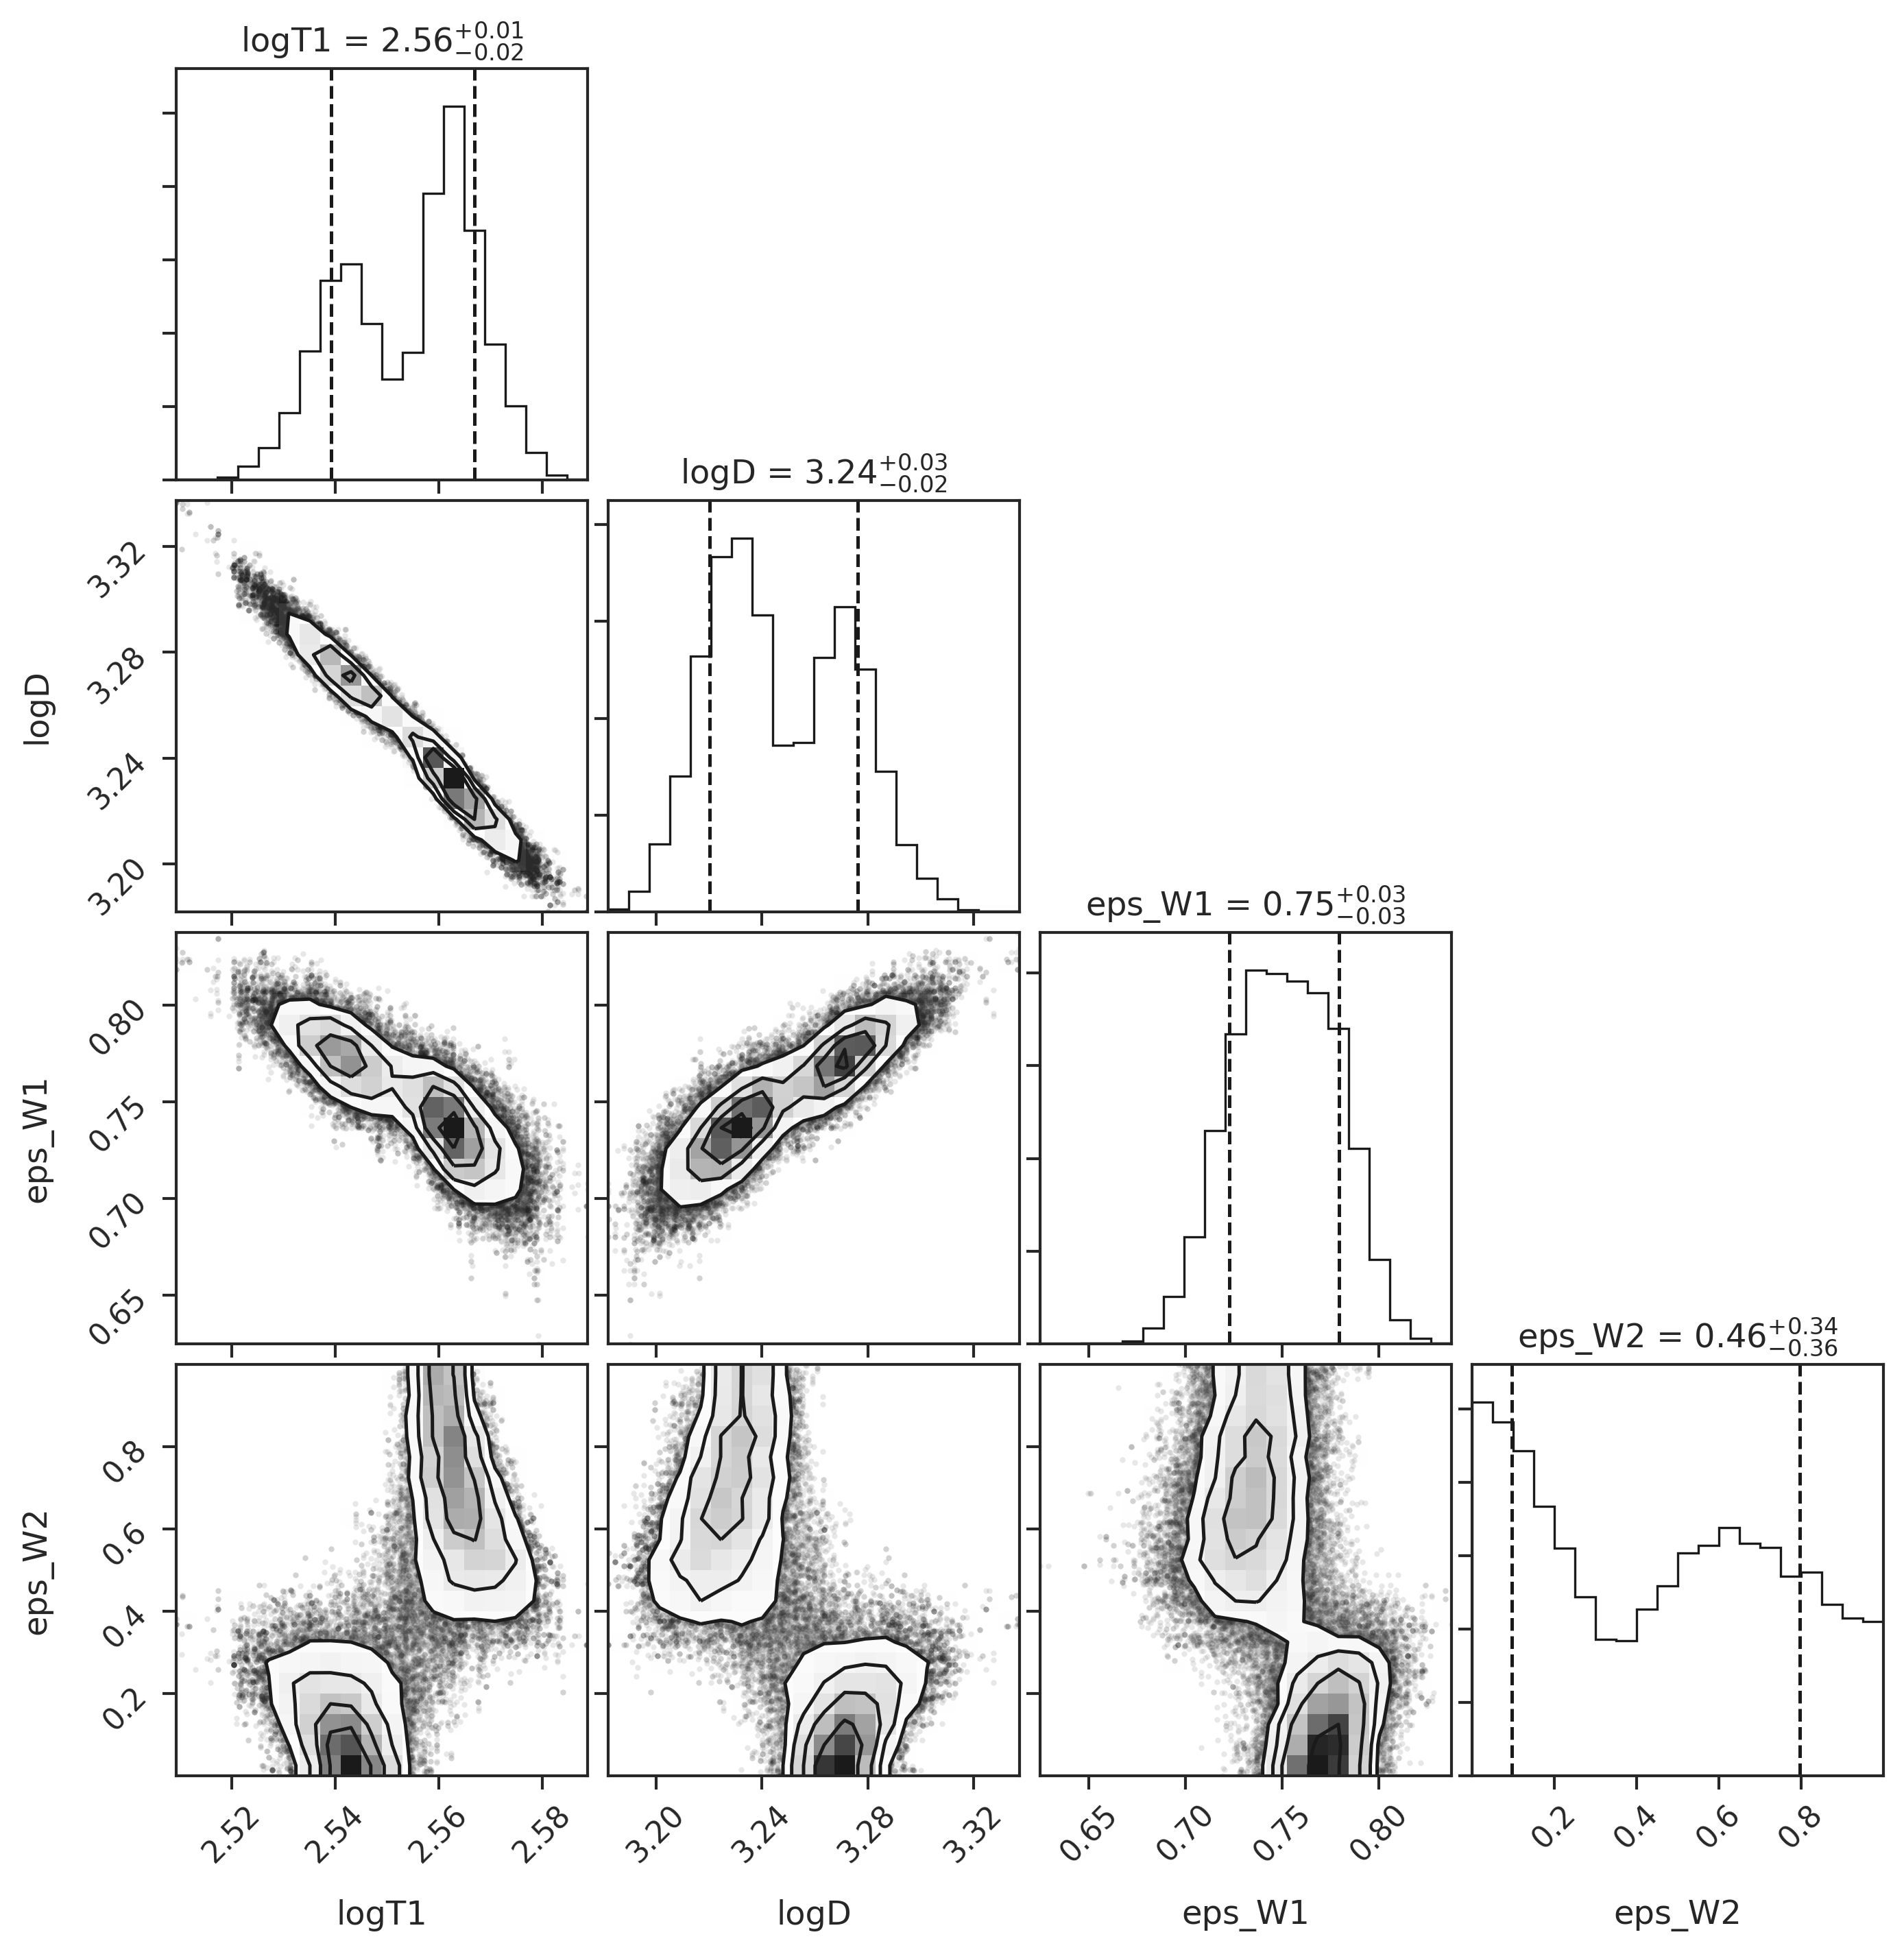 logT1 = 2.56 +0.01 −0.02
logD = 3.24 +0.03 −0.02
3.32
3.28
3.24
3.20
logD
eps_W1 = 0.75 +0.03 −0.03
0.80
0.75
0.70
0.65
eps_W1
eps_W2 = 0.46 +0.34 −0.36
0.8
0.6
0.4
0.2
eps_W2
2.52 2.54 2.56 2.58 3.20 3.24 3.28 3.32 0.65 0.70 0.75 0.80 0.2 0.4 0.6 0.8
logT1 logD eps_W1 eps_W2